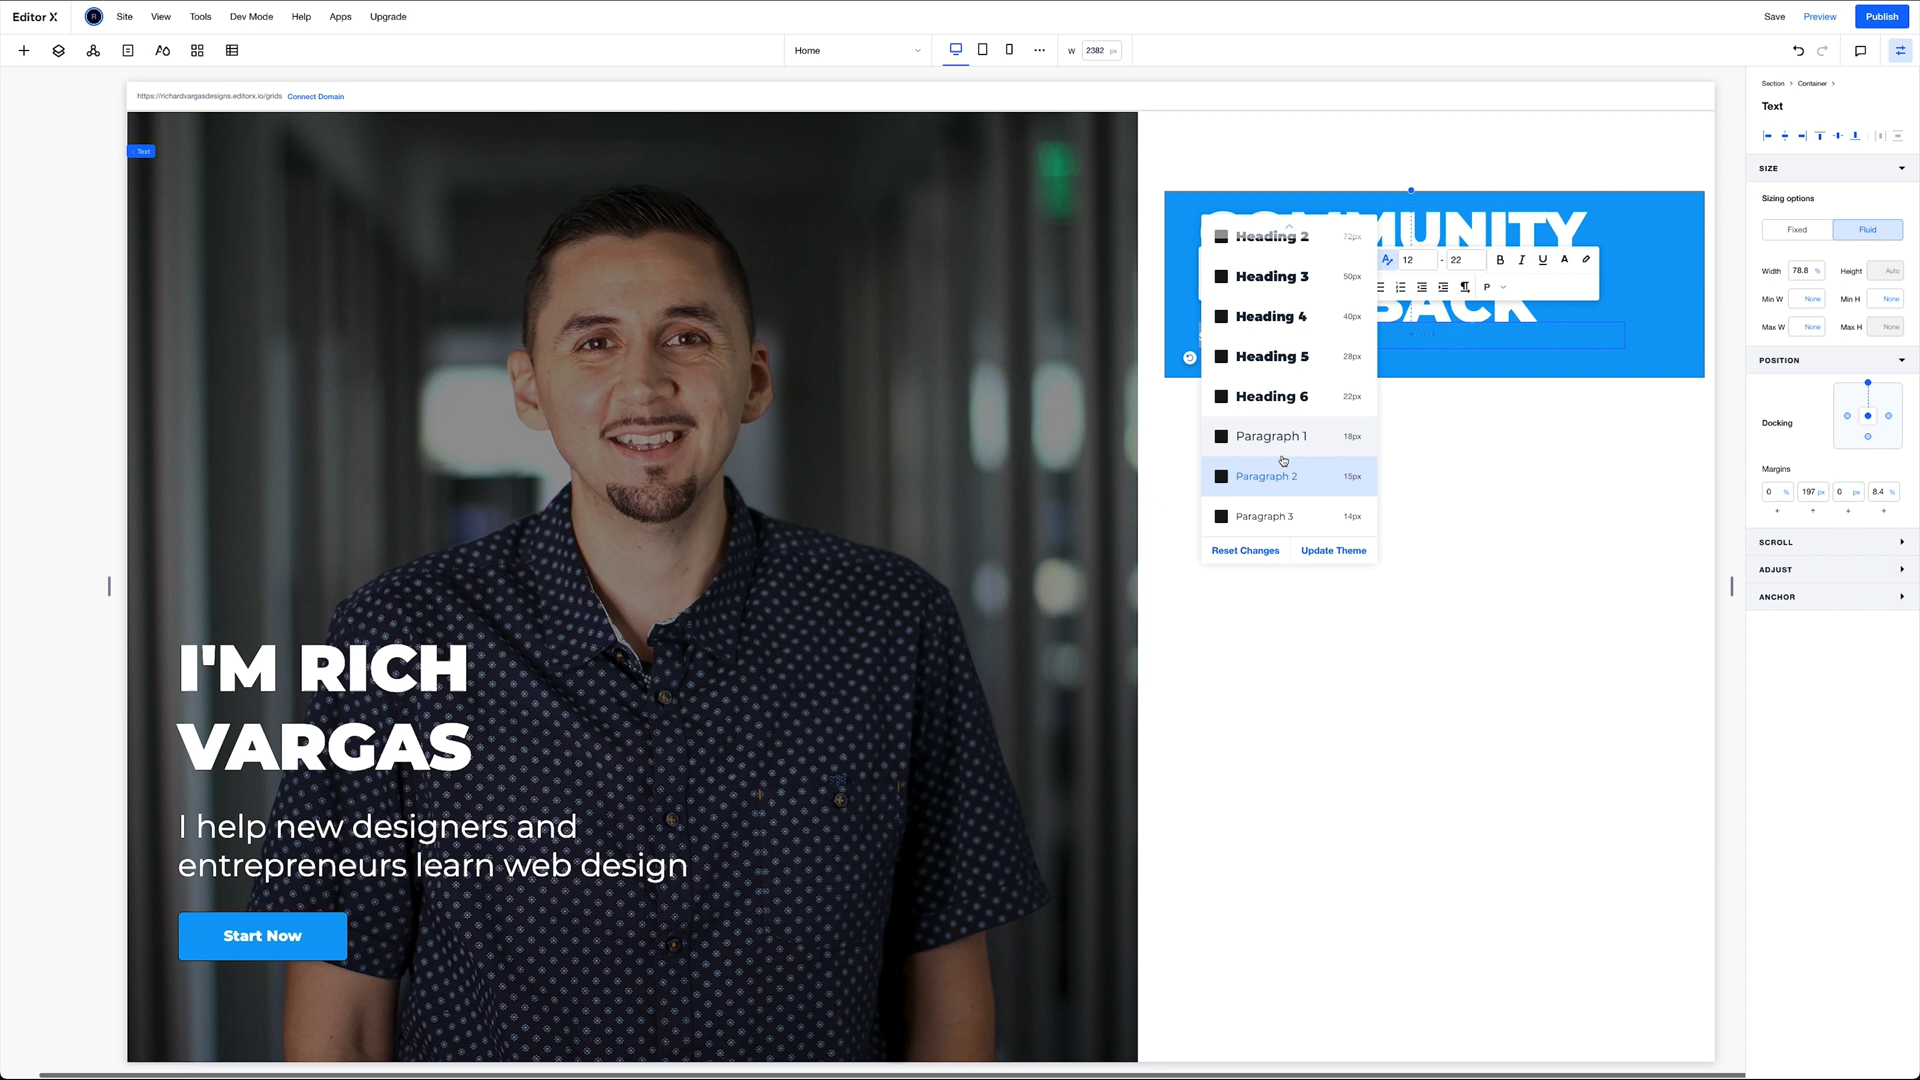 Editor X
R
Site
View
Tools
Dev Mode
Help
Apps
Upgrade
Save
Preview
Publish
Home
W
2382 px
https://richardvargasdesigns.editorx.io/grids Connect Domain
Text
I'M RICH
VARGAS
I help new designers and
entrepreneurs learn web design
Start Now
COMMUNITY
BACK
12 - 22
B I U A
P
Heading 2 72px
Heading 3 50px
Heading 4 40px
Heading 5 28px
Heading 6 22px
Paragraph 1 18px
Paragraph 2 15px
Paragraph 3 14px
Reset Changes
Update Theme
Section > Container >
Text
SIZE
Sizing options
Fixed
Fluid
Width 78.8 % Height Auto
Min W None Min H None
Max W None Max H None
POSITION
Docking
Margins
0 % 197 px 0 px 8.4 %
SCROLL
ADJUST
ANCHOR